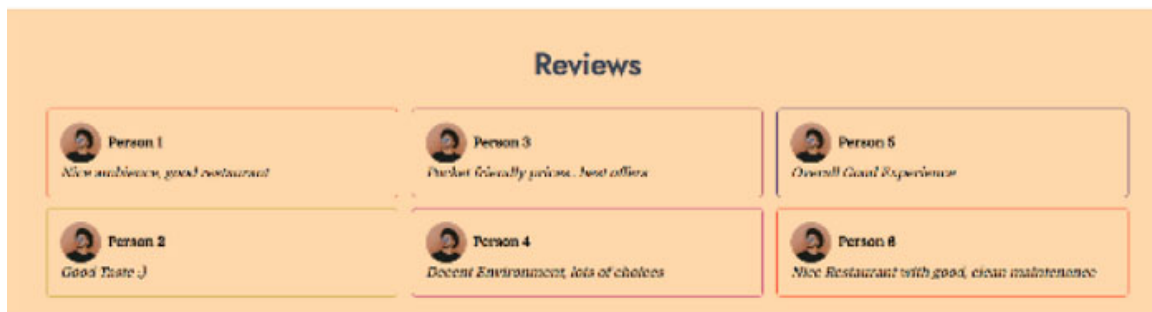 Reviews
Person 1
Nice ambience, good restaurant
Person 3
Pocket friendly prices.. best offers
Person 5
Overall Good Experience
Person 2
Good Taste :)
Person 4
Decent Environment, lots of choices
Person 6
Nice Restaurant with good, clean maintenance